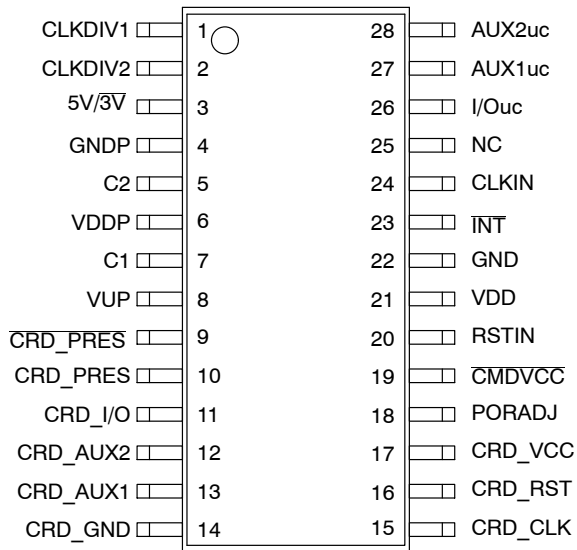 CLKDIV1 1 28 AUX2uc
CLKDIV2 2 27 AUX1uc
5V/3V 3 26 I/Ouc
GNDP 4 25 NC
C2 5 24 CLKIN
VDDP 6 23 INT
C1 7 22 GND
VUP 8 21 VDD
CRD_PRES 9 20 RSTIN
CRD_PRES 10 19 CMDVCC
CRD_I/O 11 18 PORADJ
CRD_AUX2 12 17 CRD_VCC
CRD_AUX1 13 16 CRD_RST
CRD_GND 14 15 CRD_CLK